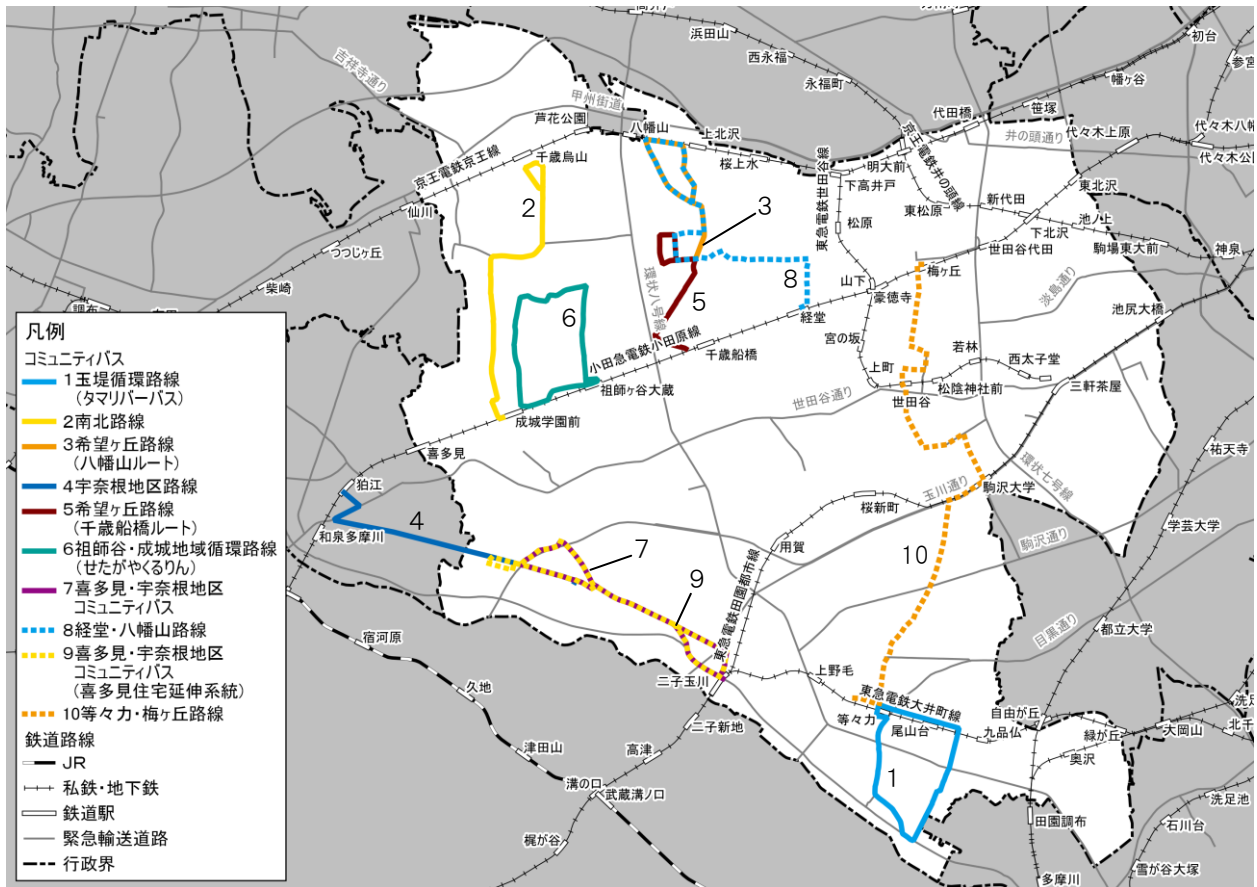 高井戸
浜田山
西永福
永福町
初台
参宮
幡ヶ谷
笹塚
代田橋
代々木上原
代々木八幡
代々木公
井の頭通り
吉祥寺通り
甲州街道
芦花公園
八幡山
上北沢
桜上水
千歳烏山
京王電鉄京王線
仙川
つつじヶ丘
柴崎
調布
下高井戸
明大前
京王電鉄井の頭線
東急電鉄世田谷線
松原
東松原
新代田
東北沢
下北沢
池ノ上
駒場東大前
神泉
世田谷代田
梅ヶ丘
山下
豪徳寺
淡島通り
池尻大橋
経堂
宮の坂
上町
世田谷
若林
松陰神社前
西太子堂
三軒茶屋
世田谷通り
環状八号線
小田急電鉄小田原線
千歳船橋
祖師ヶ谷大蔵
成城学園前
喜多見
狛江
和泉多摩川
宿河原
久地
津田山
溝の口
武蔵溝ノ口
梶が谷
高津
二子新地
二子玉川
東急電鉄田園都市線
用賀
桜新町
玉川通り
駒沢大学
環状七号線
駒沢通り
祐天寺
学芸大学
都立大学
目黒通り
上野毛
東急電鉄大井町線
等々力
尾山台
九品仏
自由が丘
緑が丘
大岡山
奥沢
田園調布
多摩川
洗足池
石川台
雪が谷大塚
北千
洗足
1
2
3
4
5
6
7
8
9
10
凡例
コミュニティバス
1玉堤循環路線
(タマリバーバス)
2南北路線
3希望ヶ丘路線
(八幡山ルート)
4宇奈根地区路線
5希望ヶ丘路線
(千歳船橋ルート)
6祖師谷・成城地域循環路線
(せたがやくるりん)
7喜多見・宇奈根地区
コミュニティバス
8経堂・八幡山路線
9喜多見・宇奈根地区
コミュニティバス
(喜多見住宅延伸系統)
10等々力・梅ヶ丘路線
鉄道路線
JR
私鉄・地下鉄
鉄道駅
緊急輸送道路
行政界